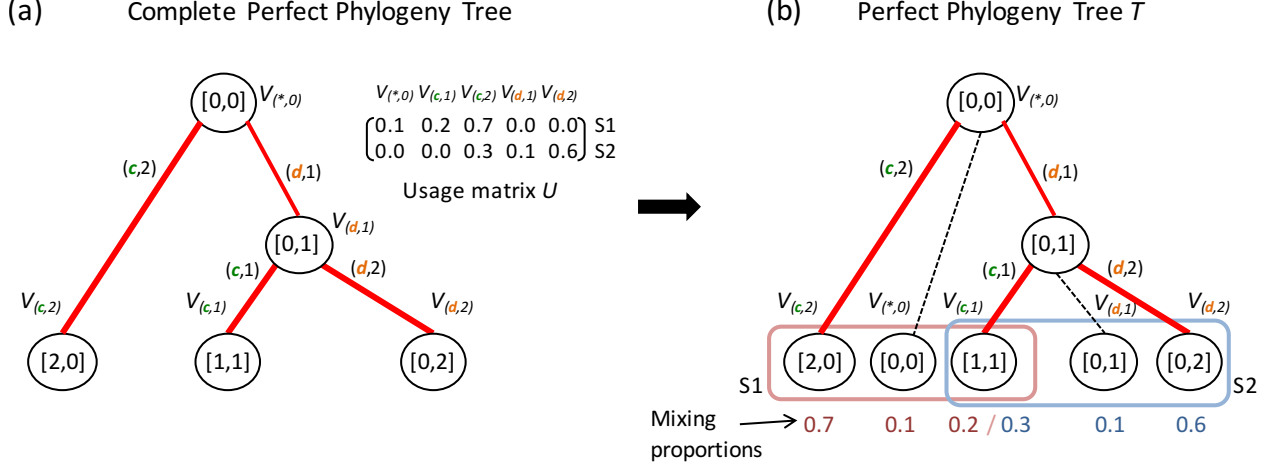 (a) Complete Perfect Phylogeny Tree
[0,0] V(*,0)
(c,2)
(d,1)
V(d,1)
[0,1]
(c,1)
(d,2)
V(c,2) V(c,1) V(d,2)
[2,0] [1,1] [0,2]
V(*,0) V(c,1) V(c,2) V(d,1) V(d,2)
0.1 0.2 0.7 0.0 0.0 S1
0.0 0.0 0.3 0.1 0.6 S2
Usage matrix U
(b) Perfect Phylogeny Tree T
[0,0] V(*,0)
(c,2)
(d,1)
[0,1]
(c,1)
(d,2)
V(c,2) V(*,0) V(c,1) V(d,1) V(d,2)
[2,0] [0,0] [1,1] [0,1] [0,2]
S1 S2
Mixing
proportions
0.7 0.1 0.2 / 0.3 0.1 0.6